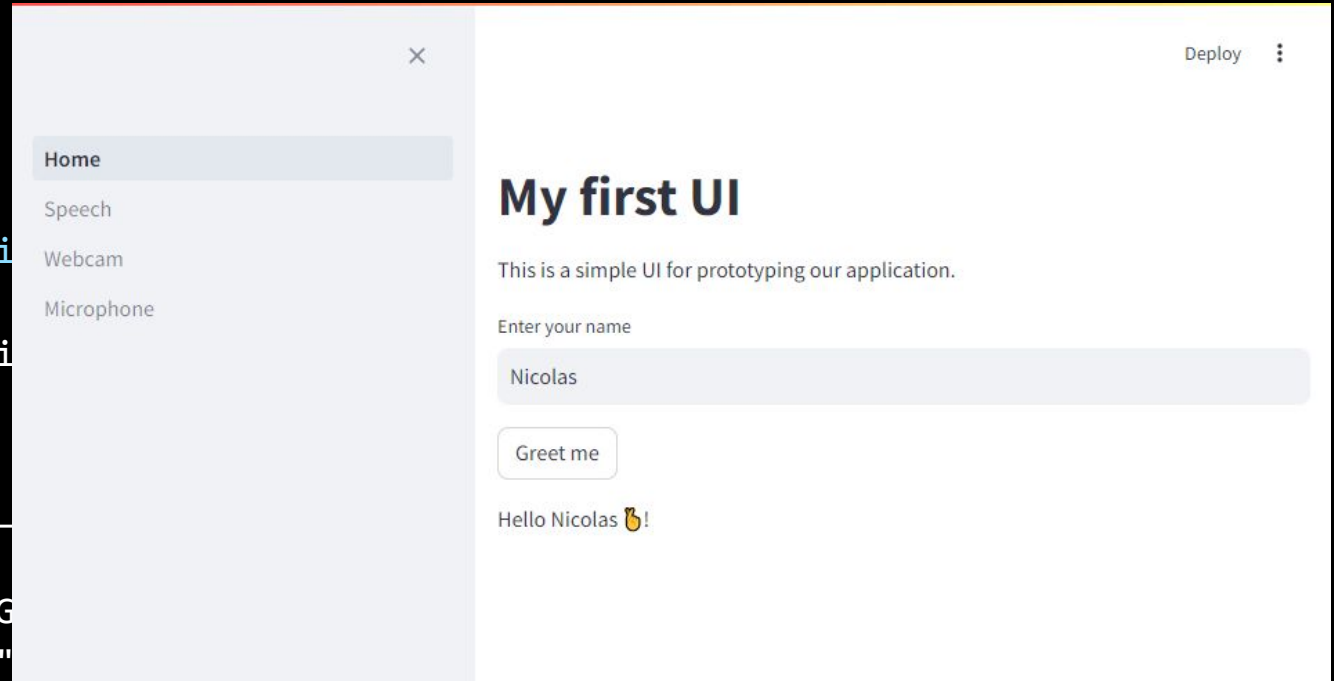 Deploy
Home
Speech
Webcam
Microphone
My first UI
This is a simple UI for prototyping our application.
Enter your name
Nicolas
Greet me
Hello Nicolas 🫰!
i
i
G
"